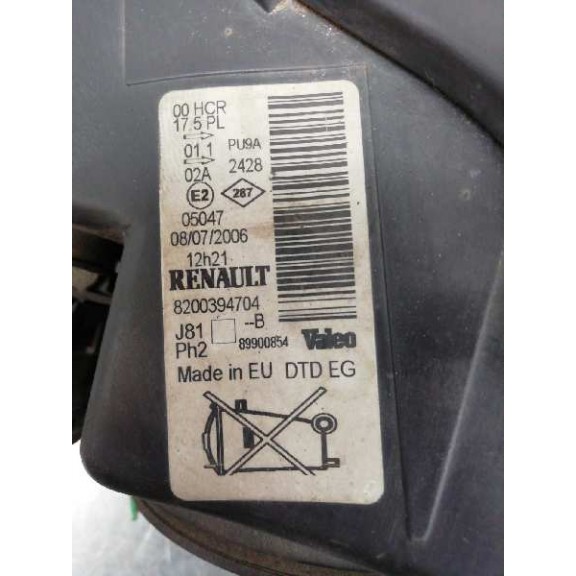 00 HCR
17.5 PL
01.1 PU9A
02A 2428
E2 287
05047
08/07/2006
12h21
RENAULT
8200394704
J81 --B
Ph2 89900854 Valeo
Made in EU DTD EG